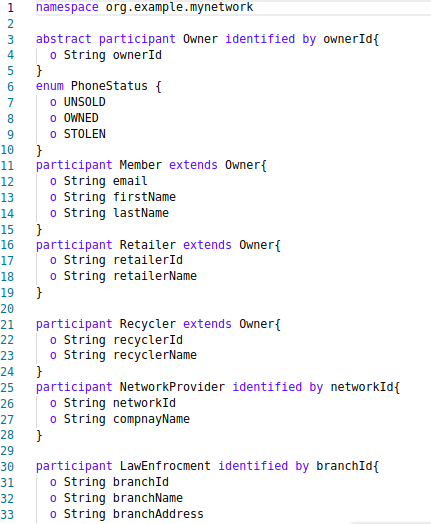 1 namespace org.example.mynetwork
2
3 abstract participant Owner identified by ownerId{
4 o String ownerId
5 }
6 enum PhoneStatus {
7 o UNSOLD
8 o OWNED
9 o STOLEN
10 }
11 participant Member extends Owner{
12 o String email
13 o String firstName
14 o String lastName
15 }
16 participant Retailer extends Owner{
17 o String retailerId
18 o String retailerName
19 }
20
21 participant Recycler extends Owner{
22 o String recyclerId
23 o String recyclerName
24 }
25 participant NetworkProvider identified by networkId{
26 o String networkId
27 o String compnayName
28 }
29
30 participant LawEnfrocment identified by branchId{
31 o String branchId
32 o String branchName
33 o String branchAddress